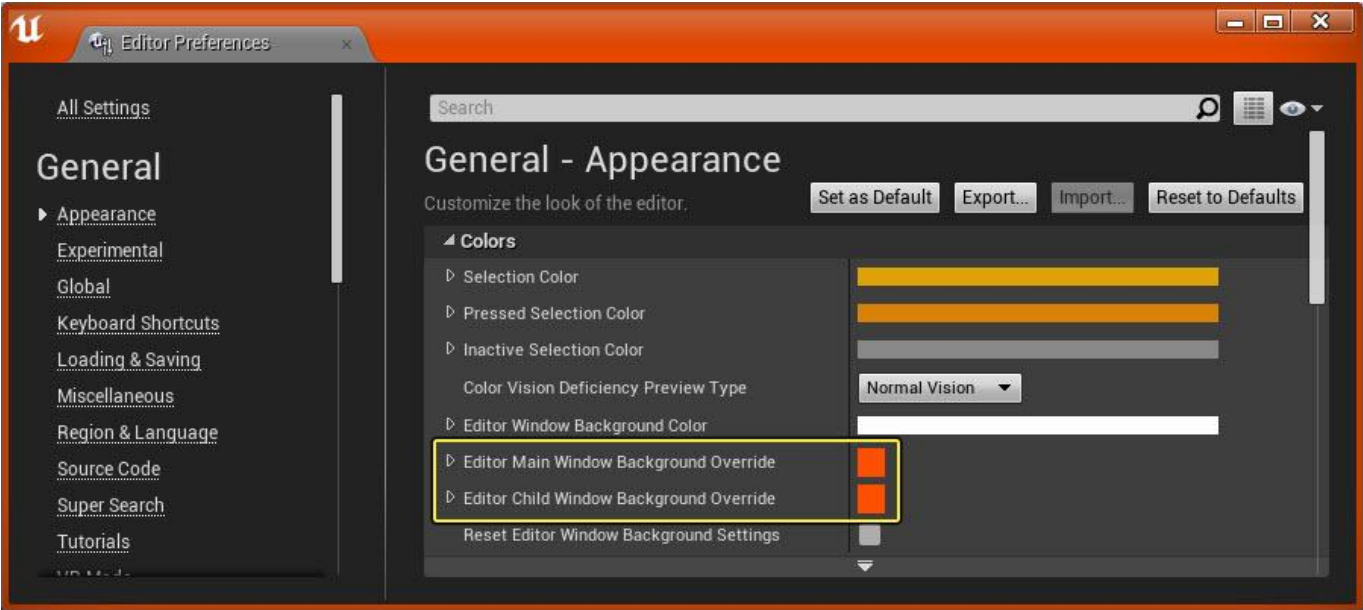 Editor Preferences
All Settings
General
Appearance
Experimental
Global
Keyboard Shortcuts
Loading & Saving
Miscellaneous
Region & Language
Source Code
Super Search
Tutorials
Search
General - Appearance
Customize the look of the editor.
Set as Default
Export...
Import...
Reset to Defaults
Colors
Selection Color
Pressed Selection Color
Inactive Selection Color
Color Vision Deficiency Preview Type
Normal Vision
Editor Window Background Color
Editor Main Window Background Override
Editor Child Window Background Override
Reset Editor Window Background Settings